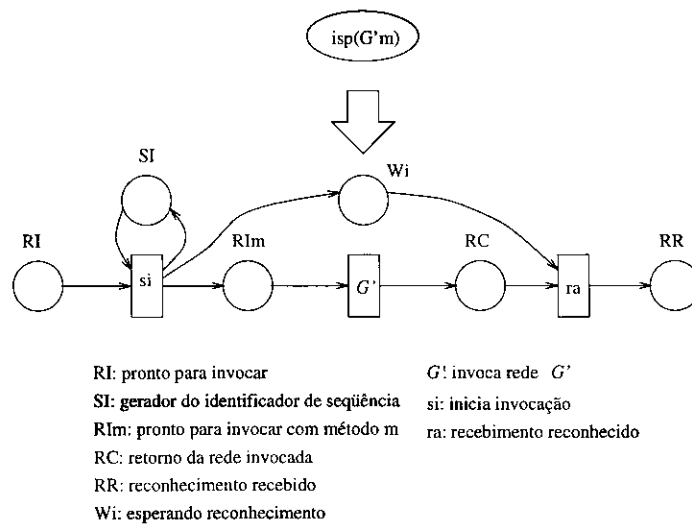 isp(G'm)
SI
Wi
RI
RIm
RC
RR
si
G'
ra
RI: pronto para invocar
SI: gerador do identificador de seqüência
RIm: pronto para invocar com método m
RC: retorno da rede invocada
RR: reconhecimento recebido
Wi: esperando reconhecimento
G': invoca rede G'
si: inicia invocação
ra: recebimento reconhecido